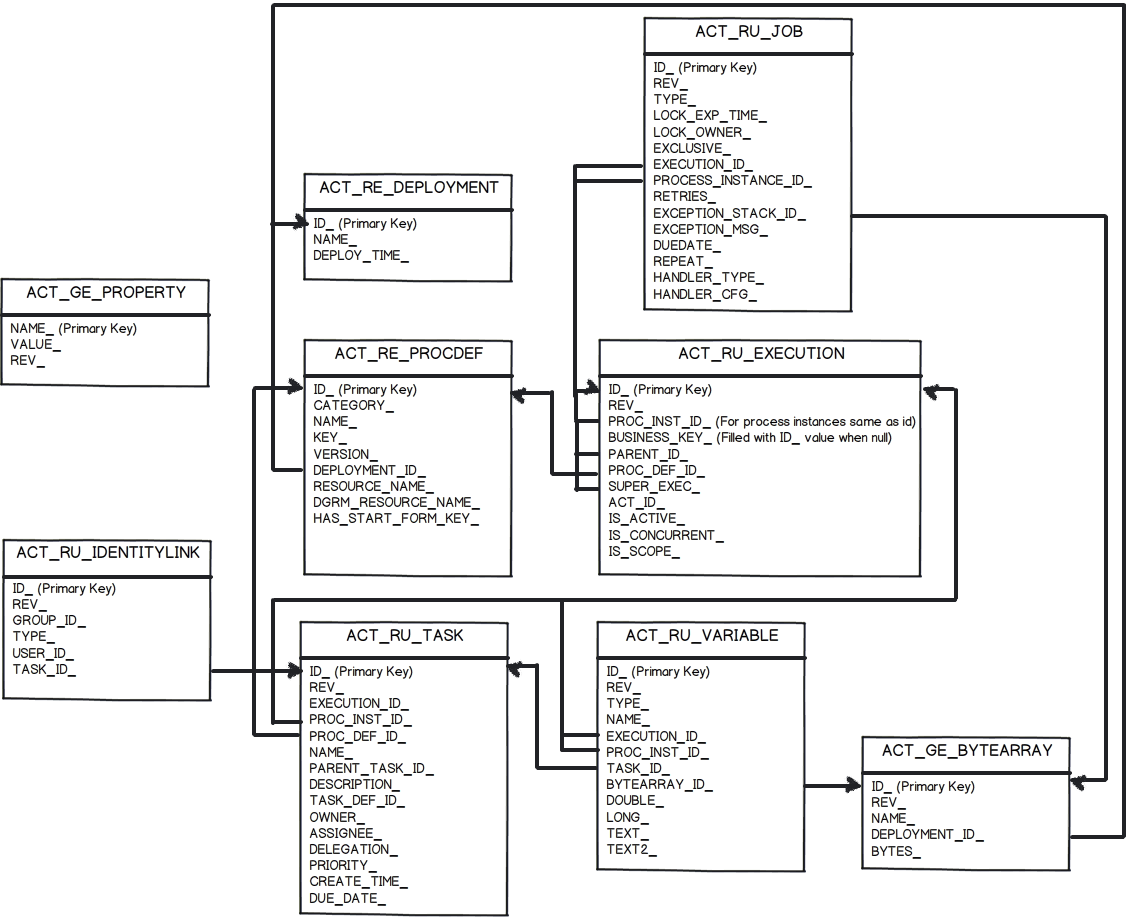 ACT_RU_JOB
ID_ (Primary Key)
REV_
TYPE_
LOCK_EXP_TIME_
LOCK_OWNER_
EXCLUSIVE_
EXECUTION_ID_
PROCESS_INSTANCE_ID_
RETRIES_
EXCEPTION_STACK_ID_
EXCEPTION_MSG_
DUEDATE_
REPEAT_
HANDLER_TYPE_
HANDLER_CFG_
ACT_RE_DEPLOYMENT
ID_ (Primary Key)
NAME_
DEPLOY_TIME_
ACT_GE_PROPERTY
NAME_ (Primary Key)
VALUE_
REV_
ACT_RE_PROCDEF
ID_ (Primary Key)
CATEGORY_
NAME_
KEY_
VERSION_
DEPLOYMENT_ID_
RESOURCE_NAME_
DGRM_RESOURCE_NAME_
HAS_START_FORM_KEY_
ACT_RU_EXECUTION
ID_ (Primary Key)
REV_
PROC_INST_ID_ (For process instances same as id)
BUSINESS_KEY_ (Filled with ID_ value when null)
PARENT_ID_
PROC_DEF_ID_
SUPER_EXEC_
ACT_ID_
IS_ACTIVE_
IS_CONCURRENT_
IS_SCOPE_
ACT_RU_IDENTITYLINK
ID_ (Primary Key)
REV_
GROUP_ID_
TYPE_
USER_ID_
TASK_ID_
ACT_RU_TASK
ID_ (Primary Key)
REV_
EXECUTION_ID_
PROC_INST_ID_
PROC_DEF_ID_
NAME_
PARENT_TASK_ID_
DESCRIPTION_
TASK_DEF_ID_
OWNER_
ASSIGNEE_
DELEGATION_
PRIORITY_
CREATE_TIME_
DUE_DATE_
ACT_RU_VARIABLE
ID_ (Primary Key)
REV_
TYPE_
NAME_
EXECUTION_ID_
PROC_INST_ID_
TASK_ID_
BYTEARRAY_ID_
DOUBLE_
LONG_
TEXT_
TEXT2_
ACT_GE_BYTEARRAY
ID_ (Primary Key)
REV_
NAME_
DEPLOYMENT_ID_
BYTES_